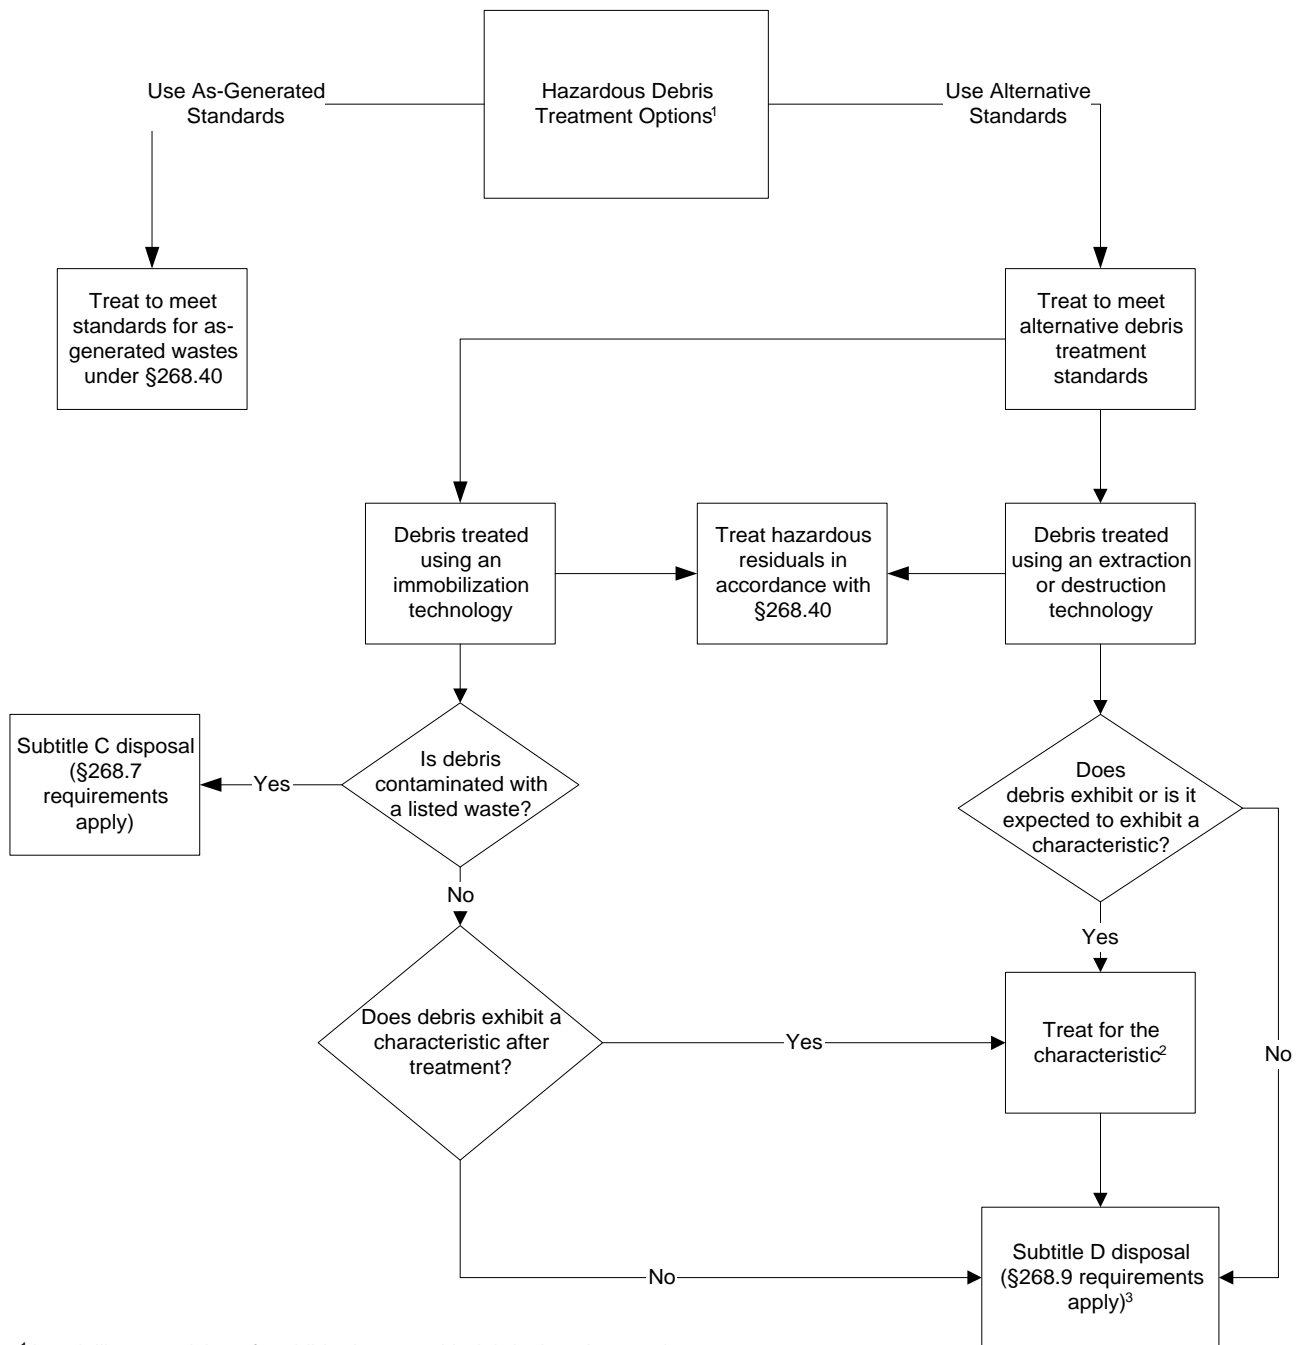 Hazardous Debris
Treatment Options¹
Use As-Generated
Standards
Use Alternative
Standards
Treat to meet
standards for as-
generated wastes
under §268.40
Treat to meet
alternative debris
treatment
standards
Debris treated
using an
immobilization
technology
Treat hazardous
residuals in
accordance with
§268.40
Debris treated
using an extraction
or destruction
technology
Subtitle C disposal
(§268.7
requirements
apply)
Yes
Is debris
contaminated with
a listed waste?
No
Does
debris exhibit or is it
expected to exhibit a
characteristic?
Yes
No
Does debris exhibit a
characteristic after
treatment?
Yes
Treat for the
characteristic²
No
Subtitle D disposal
(§268.9 requirements
apply)³